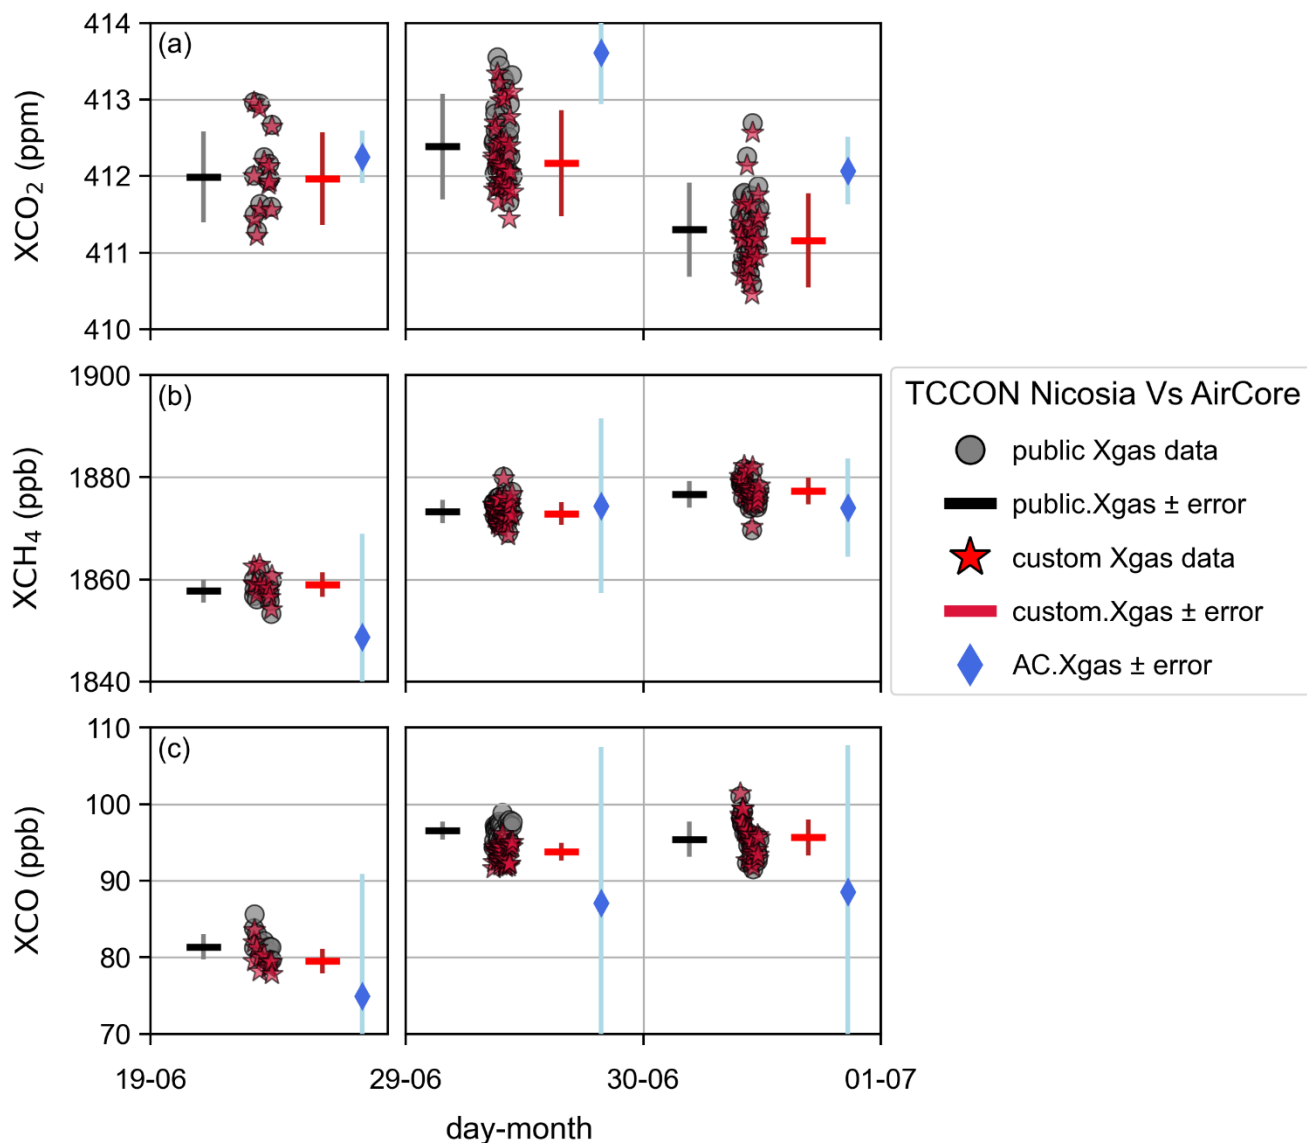 (a)
XCO₂ (ppm)
414
413
412
411
410
(b)
XCH₄ (ppb)
1900
1880
1860
1840
(c)
XCO (ppb)
110
100
90
80
70
19-06
29-06
30-06
01-07
day-month
TCCON Nicosia Vs AirCore
public Xgas data
public.Xgas ± error
custom Xgas data
custom.Xgas ± error
AC.Xgas ± error